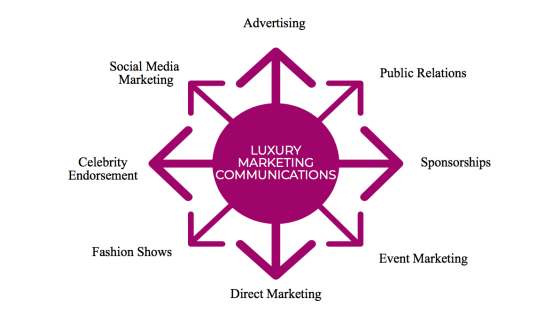 Advertising
Social Media
Marketing
Public Relations
LUXURY
MARKETING
COMMUNICATIONS
Celebrity
Endorsement
Sponsorships
Fashion Shows
Event Marketing
Direct Marketing